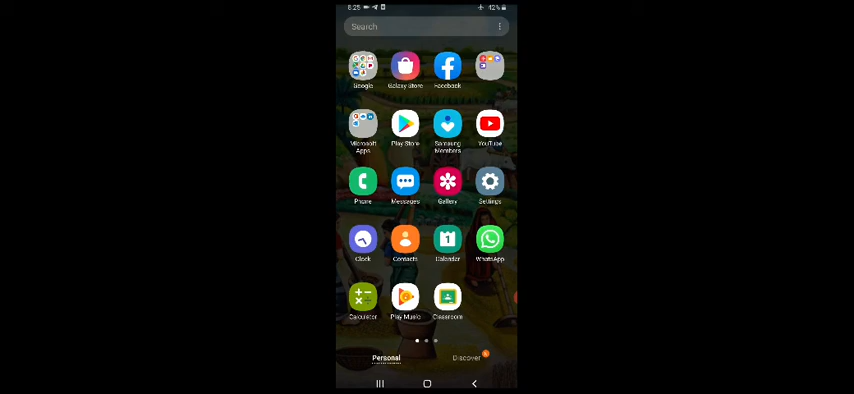 8:25 42%
Search
Google Galaxy Store Facebook
Microsoft Apps Play Store Samsung Members YouTube
Phone Messages Gallery Settings
Clock Contacts Calendar WhatsApp
Calculator Play Music Classroom
Personal Discover